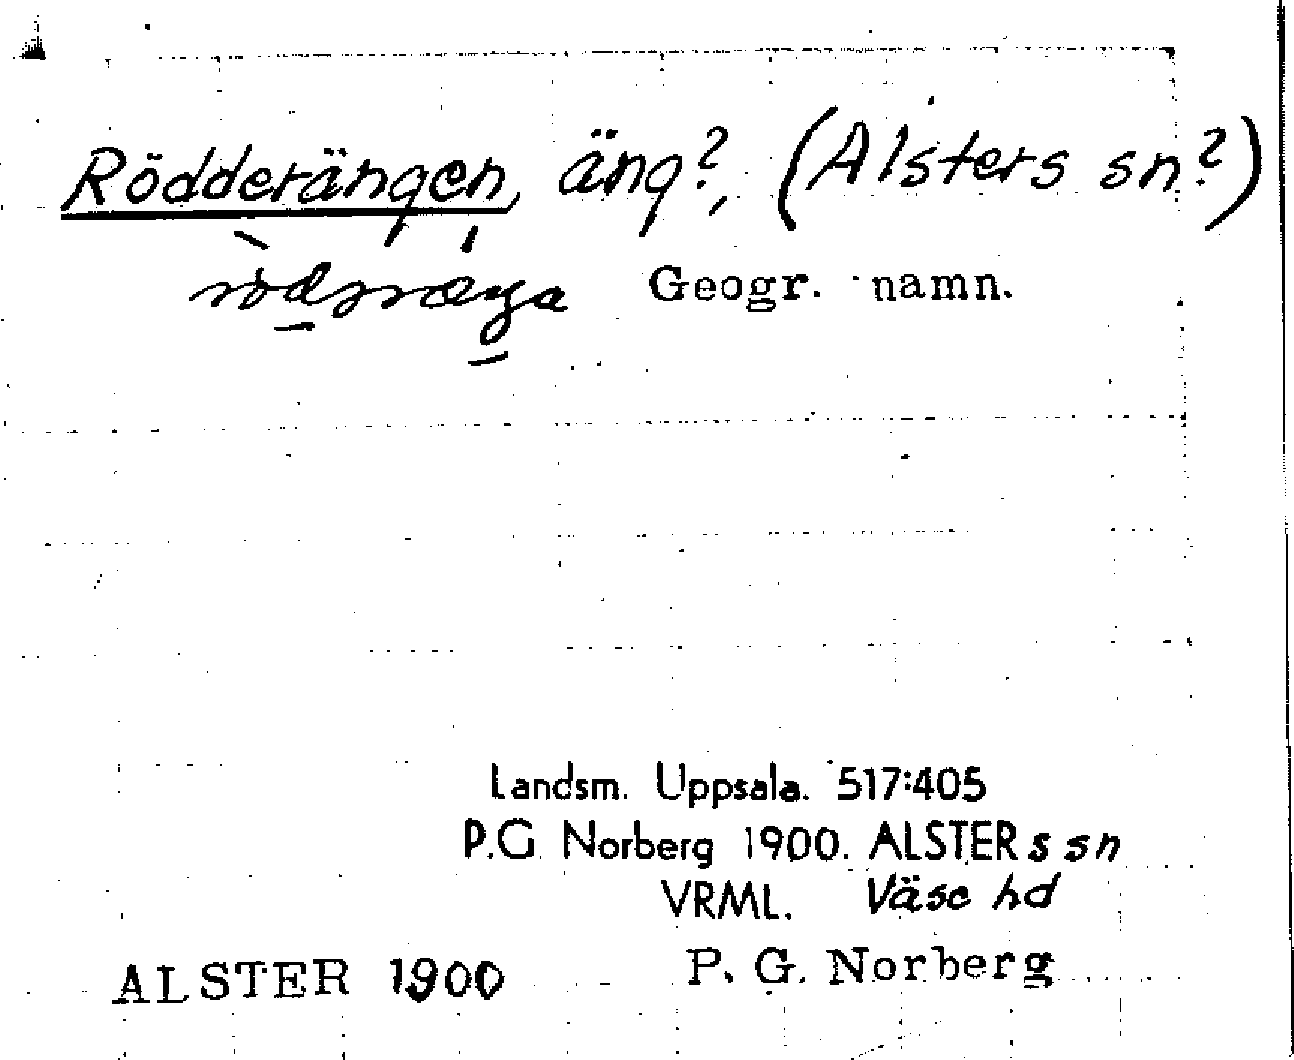 Rödderängen, äng?, (Alsters sn?)
Geogr. namn.
Landsm. Uppsala. 517:405
P.G. Norberg 1900. ALSTERs sn
VRML. Väse hd
ALSTER 1900 P. G. Norberg